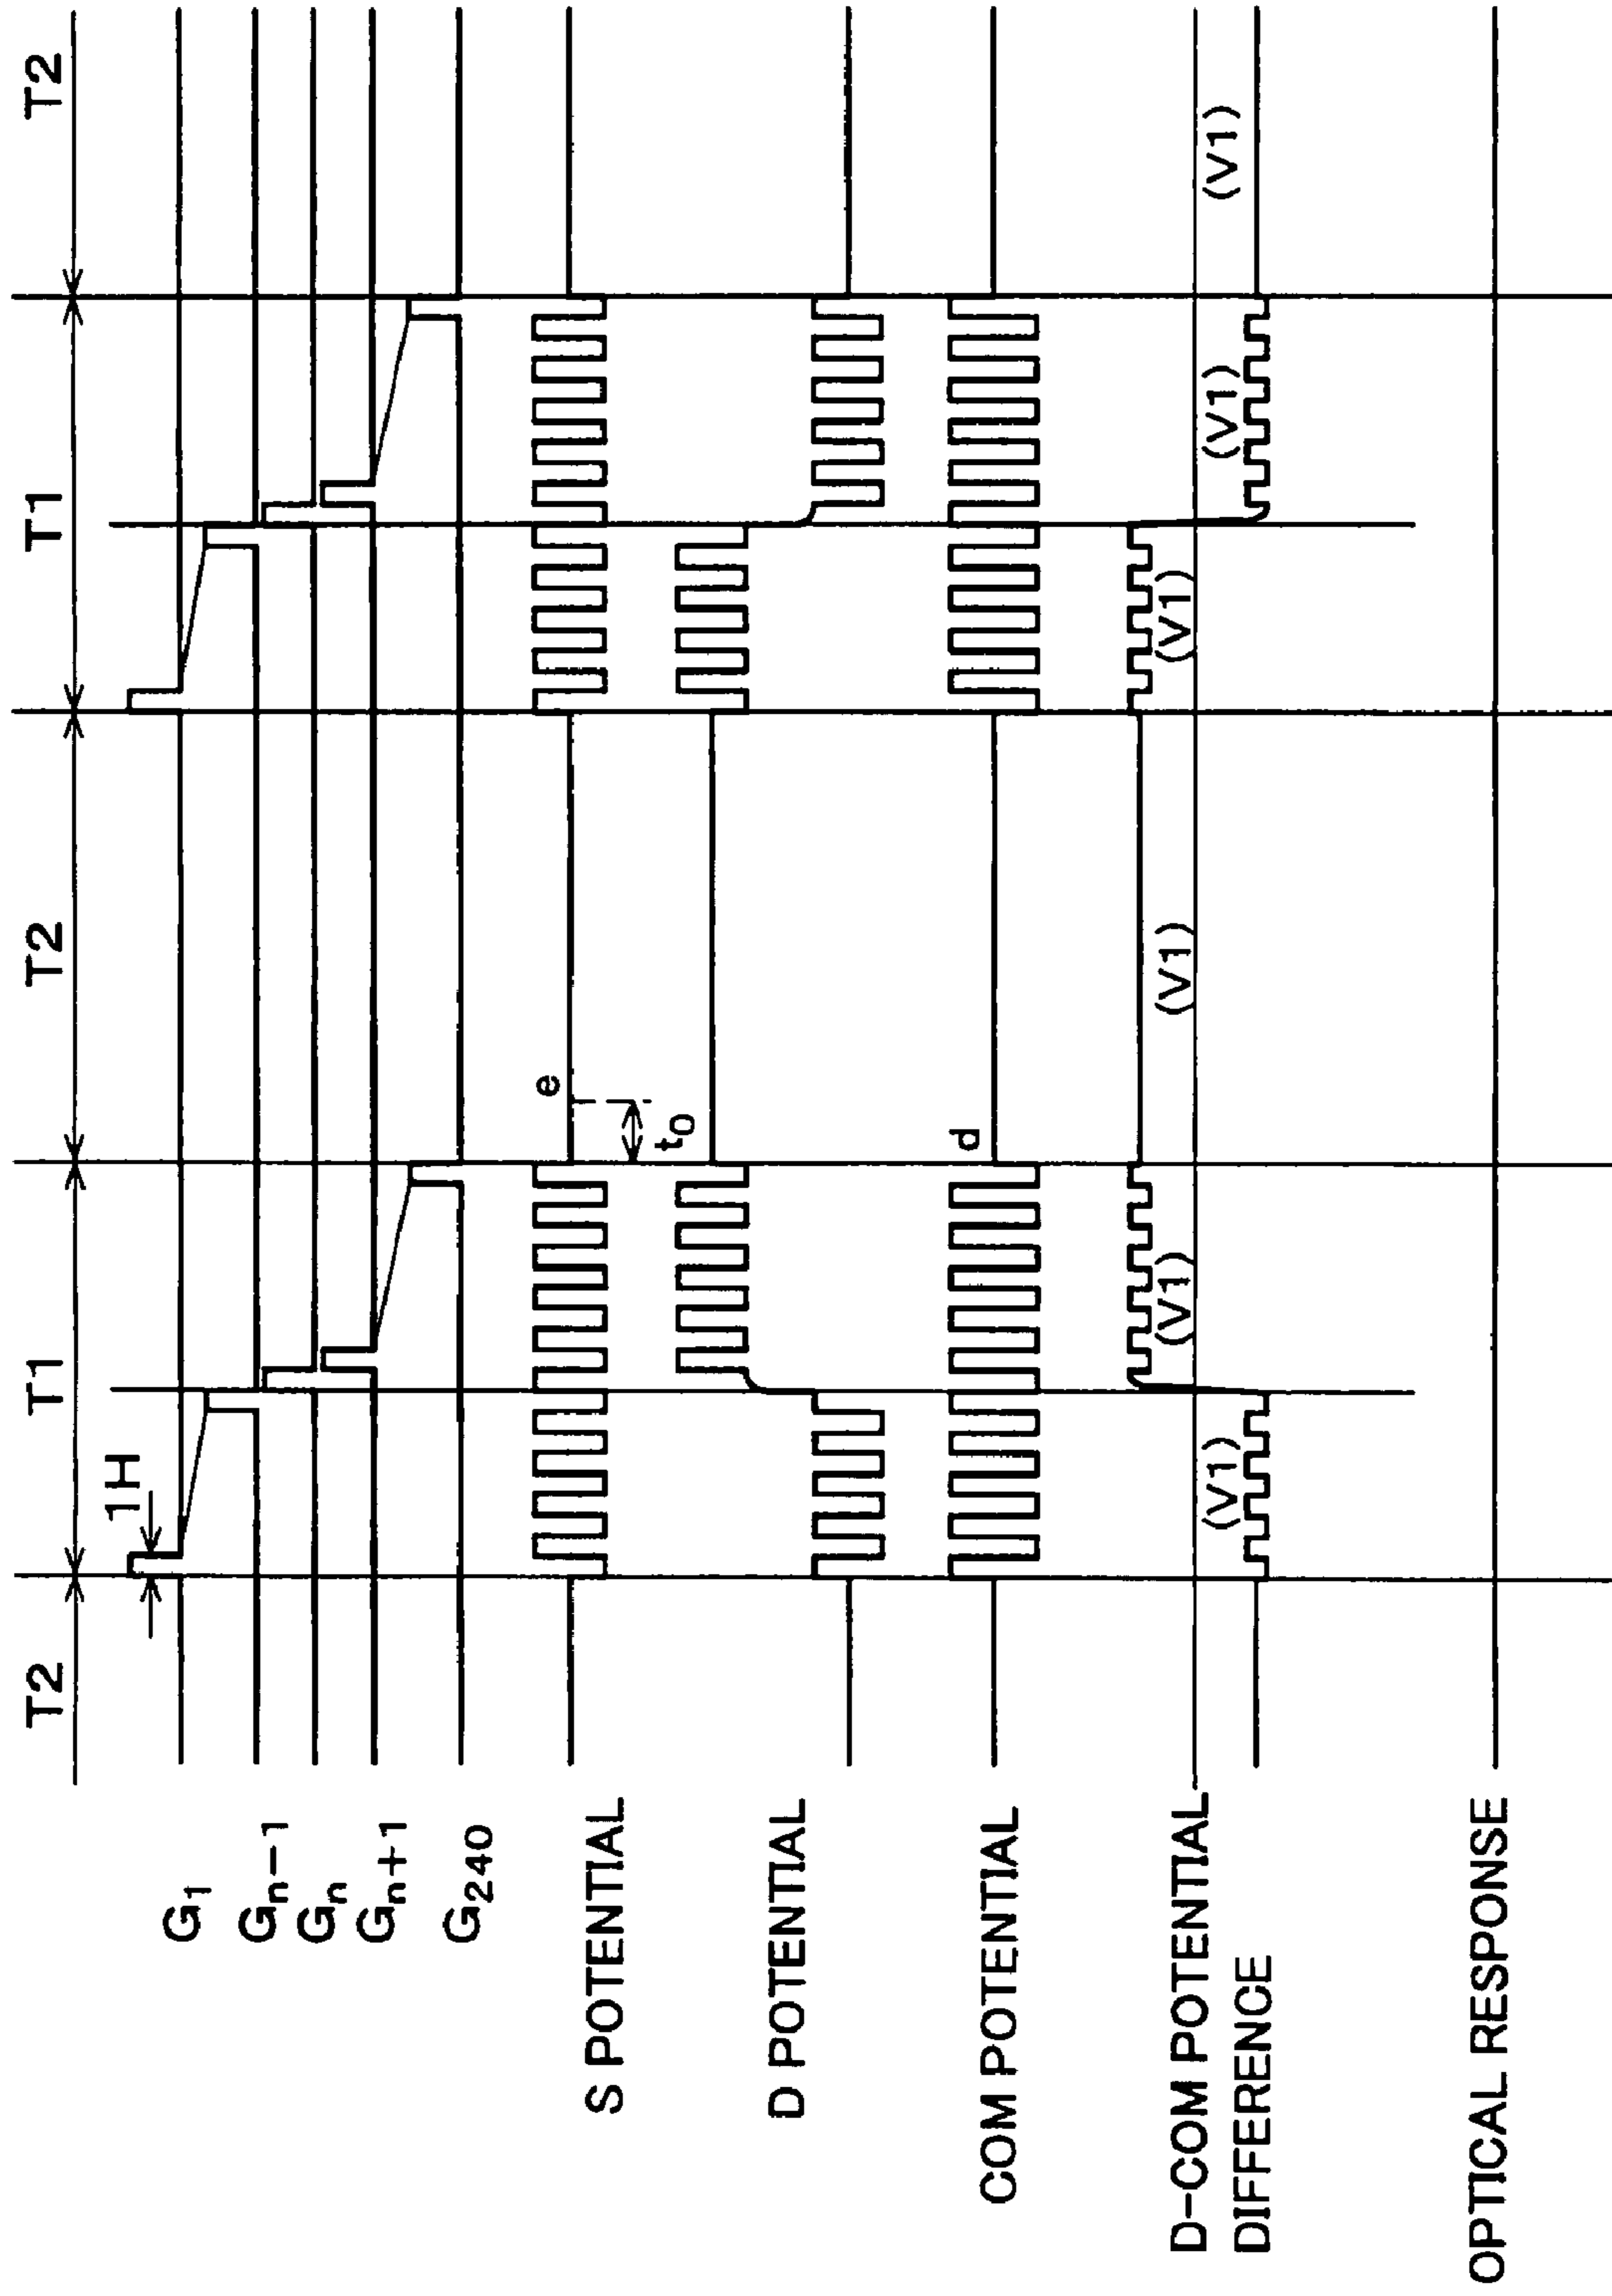 T2 T1 T2 T1 T2
1H
G1
Gn-1
Gn
Gn+1
G240
S POTENTIAL
e
t0
D POTENTIAL
COM POTENTIAL
d
D-COM POTENTIAL
DIFFERENCE
(V1) (V1) (V1) (V1) (V1) (V1)
OPTICAL RESPONSE